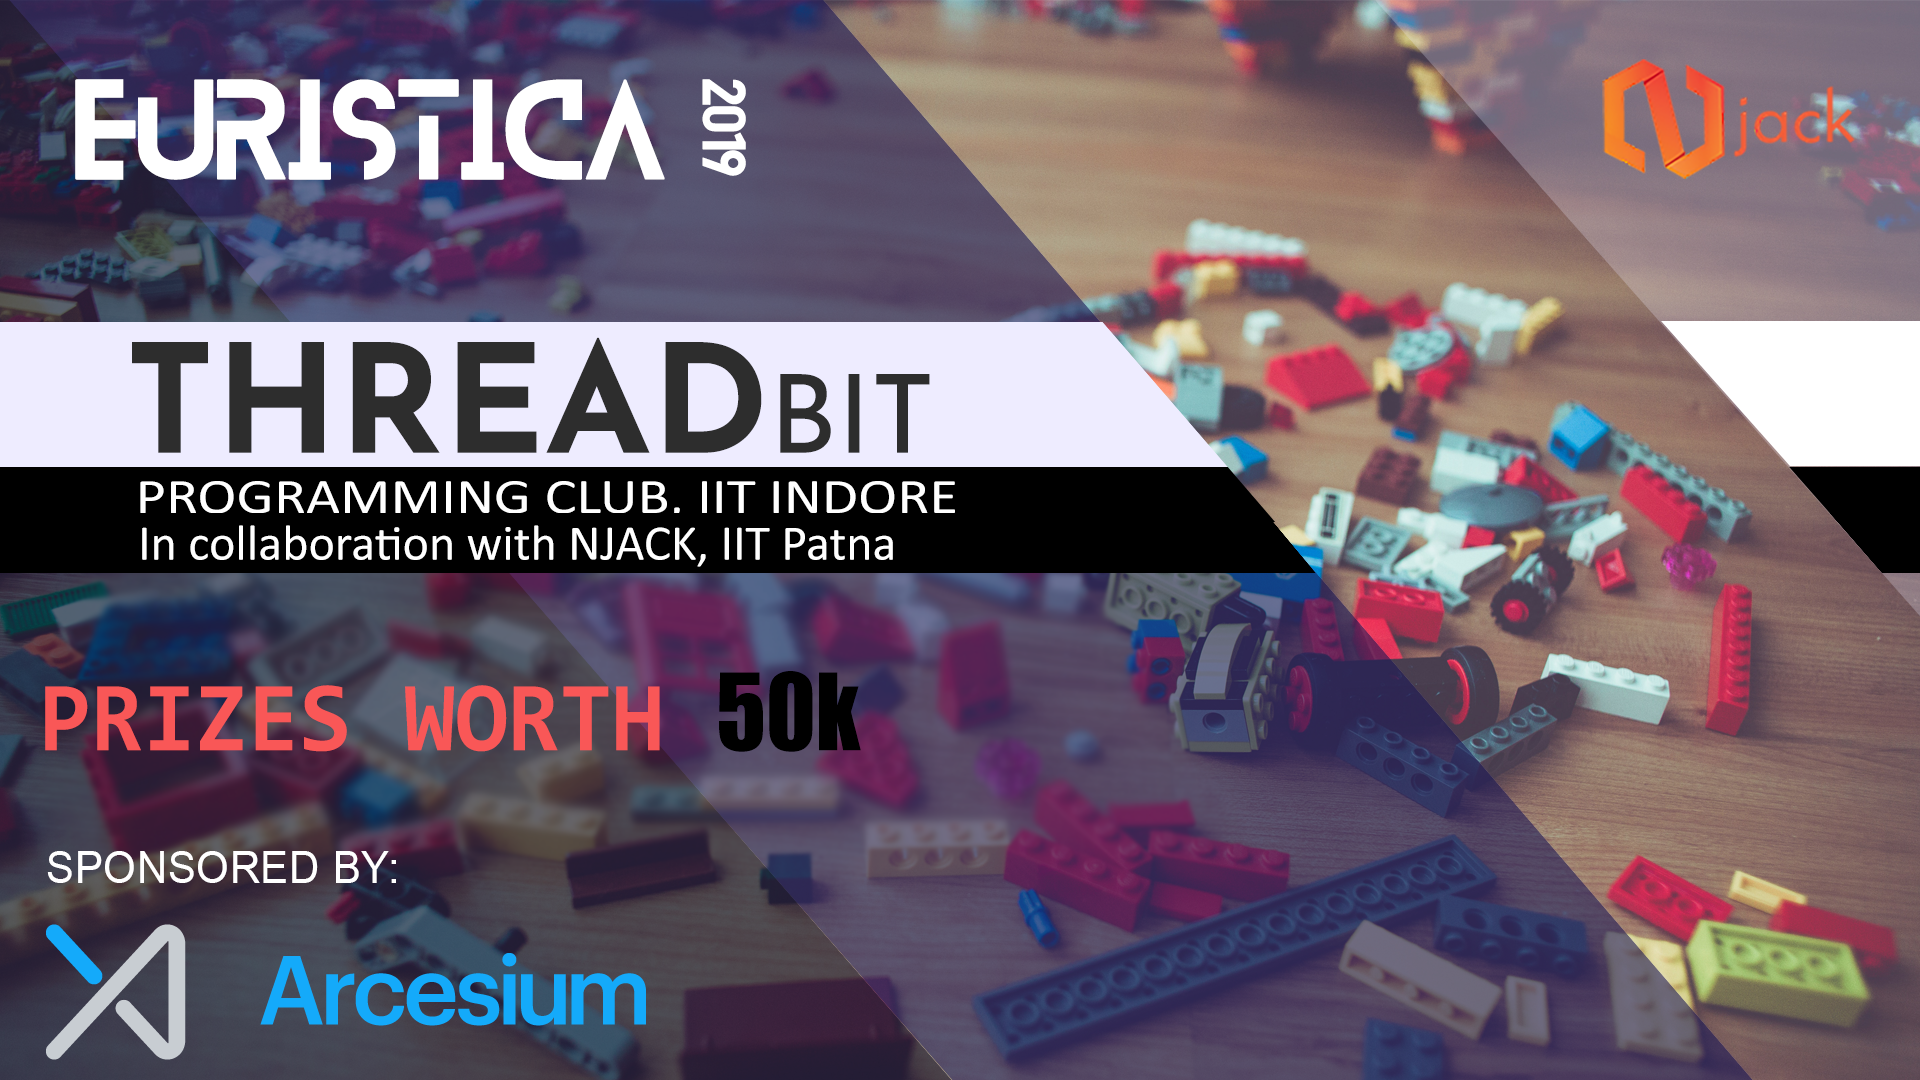 EURISTICA 2019
Njack
THREADBIT
PROGRAMMING CLUB. IIT INDORE
In collaboration with NJACK, IIT Patna
PRIZES WORTH 50k
SPONSORED BY:
Arcesium